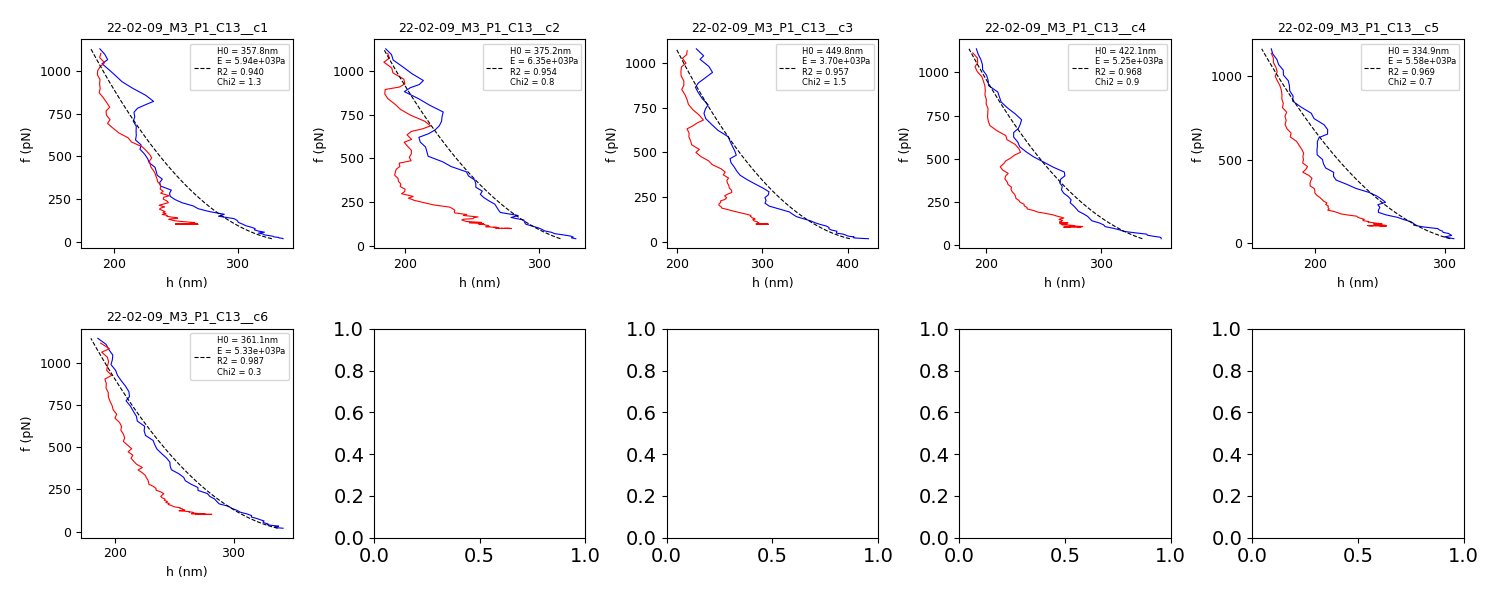 22-02-09_M3_P1_C13__c1
H0 = 357.8nm
E = 5.94e+03Pa
R2 = 0.940
Chi2 = 1.3
1000
750
500
250
0
f (pN)
200 300
h (nm)
22-02-09_M3_P1_C13__c2
H0 = 375.2nm
E = 6.35e+03Pa
R2 = 0.954
Chi2 = 0.8
1000
750
500
250
0
f (pN)
200 300
h (nm)
22-02-09_M3_P1_C13__c3
H0 = 449.8nm
E = 3.70e+03Pa
R2 = 0.957
Chi2 = 1.5
1000
750
500
250
0
f (pN)
200 300 400
h (nm)
22-02-09_M3_P1_C13__c4
H0 = 422.1nm
E = 5.25e+03Pa
R2 = 0.968
Chi2 = 0.9
1000
750
500
250
0
f (pN)
200 300
h (nm)
22-02-09_M3_P1_C13__c5
H0 = 334.9nm
E = 5.58e+03Pa
R2 = 0.969
Chi2 = 0.7
1000
500
0
f (pN)
200 300
h (nm)
22-02-09_M3_P1_C13__c6
H0 = 361.1nm
E = 5.33e+03Pa
R2 = 0.987
Chi2 = 0.3
1000
750
500
250
0
f (pN)
200 300
h (nm)
1.0
0.8
0.6
0.4
0.2
0.0
0.0 0.5 1.0
1.0
0.8
0.6
0.4
0.2
0.0
0.0 0.5 1.0
1.0
0.8
0.6
0.4
0.2
0.0
0.0 0.5 1.0
1.0
0.8
0.6
0.4
0.2
0.0
0.0 0.5 1.0